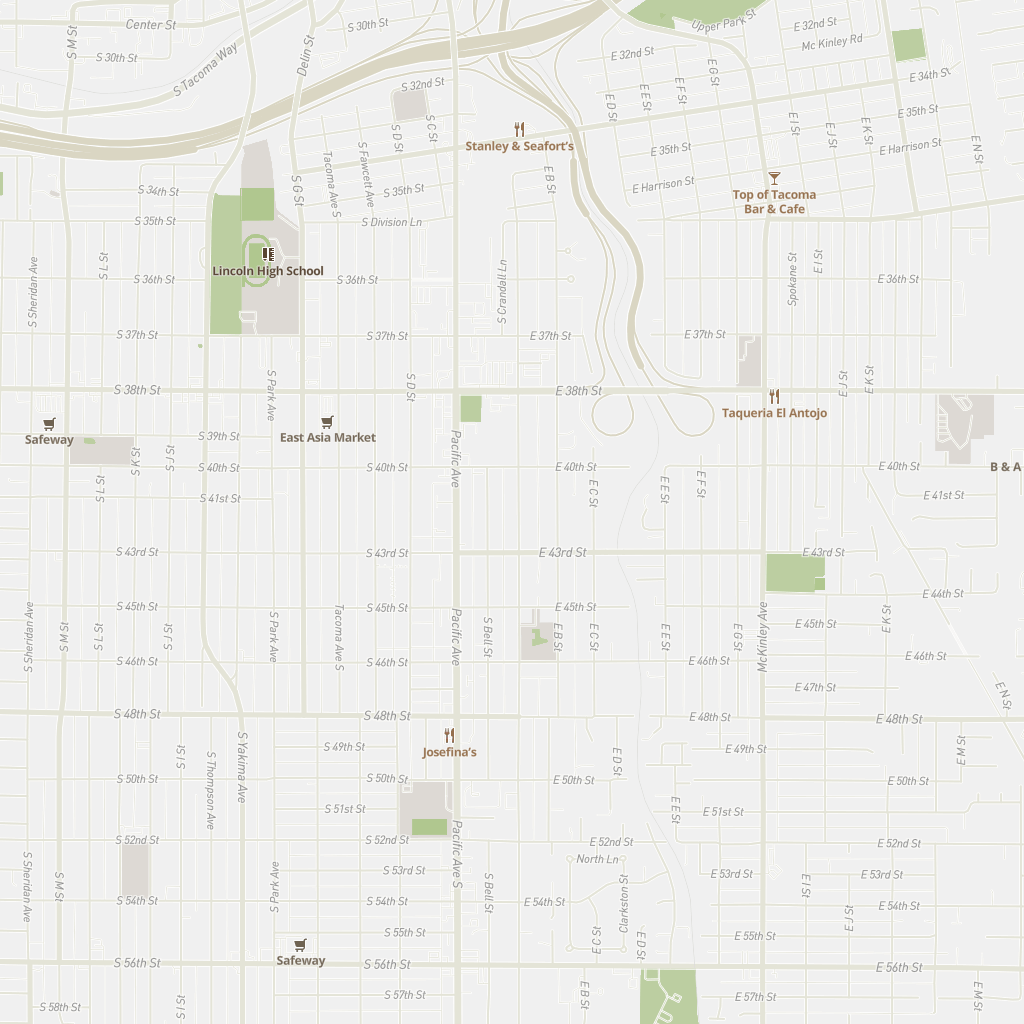 Center St
S M St
S 30th St
S Tacoma Way
Delin St
S 30th St
S 32nd St
Upper Park St
E 32nd St
E 32nd St
Mc Kinley Rd
E G St
E F St
E E St
E D St
E 34th St
E 35th St
E I St
E J St
E K St
E N St
S C St
S D St
Stanley & Seafort's
E 35th St
E Harrison St
S Fawcett Ave
Tacoma Ave S
S G St
S 34th St
S 35th St
E B St
E Harrison St
Top of Tacoma
Bar & Cafe
S 35th St
S Division Ln
Lincoln High School
S L St
S Sheridan Ave
S 36th St
S 36th St
S Crandall Ln
Spokane St
E I St
E 36th St
S 37th St
S 37th St
E 37th St
E 37th St
S 38th St
S Park Ave
S D St
E 38th St
E J St
E K St
Taqueria El Antojo
Safeway
S 39th St
East Asia Market
S K St
S J St
Pacific Ave
S 40th St
S 40th St
E 40th St
E 40th St
B & A
S L St
S 41st St
E C St
E E St
E F St
E 41st St
S 43rd St
S 43rd St
E 43rd St
E 43rd St
E 44th St
S 45th St
S 45th St
E 45th St
E 45th St
S Sheridan Ave
S M St
S L St
S J St
S Park Ave
Tacoma Ave S
Pacific Ave
S Bell St
E B St
E C St
E E St
E G St
McKinley Ave
E K St
S 46th St
S 46th St
E 46th St
E 46th St
E 47th St
E N St
S 48th St
S 48th St
E 48th St
E 48th St
S 49th St
Josefina's
E 49th St
S I St
S Thompson Ave
S Yakima Ave
E D St
E M St
S 50th St
S 50th St
E 50th St
E 50th St
S 51st St
E E St
E 51st St
S 52nd St
S 52nd St
Pacific Ave S
E 52nd St
E 52nd St
North Ln
S Sheridan Ave
S M St
S Park Ave
S 53rd St
S Bell St
Clarkston St
E 53rd St
E I St
E 53rd St
S 54th St
S 54th St
E 54th St
E 54th St
E J St
S 55th St
E C St
E D St
E 55th St
Safeway
S 56th St
S 56th St
E 56th St
S 57th St
E B St
E 57th St
E M St
S 58th St
S I St